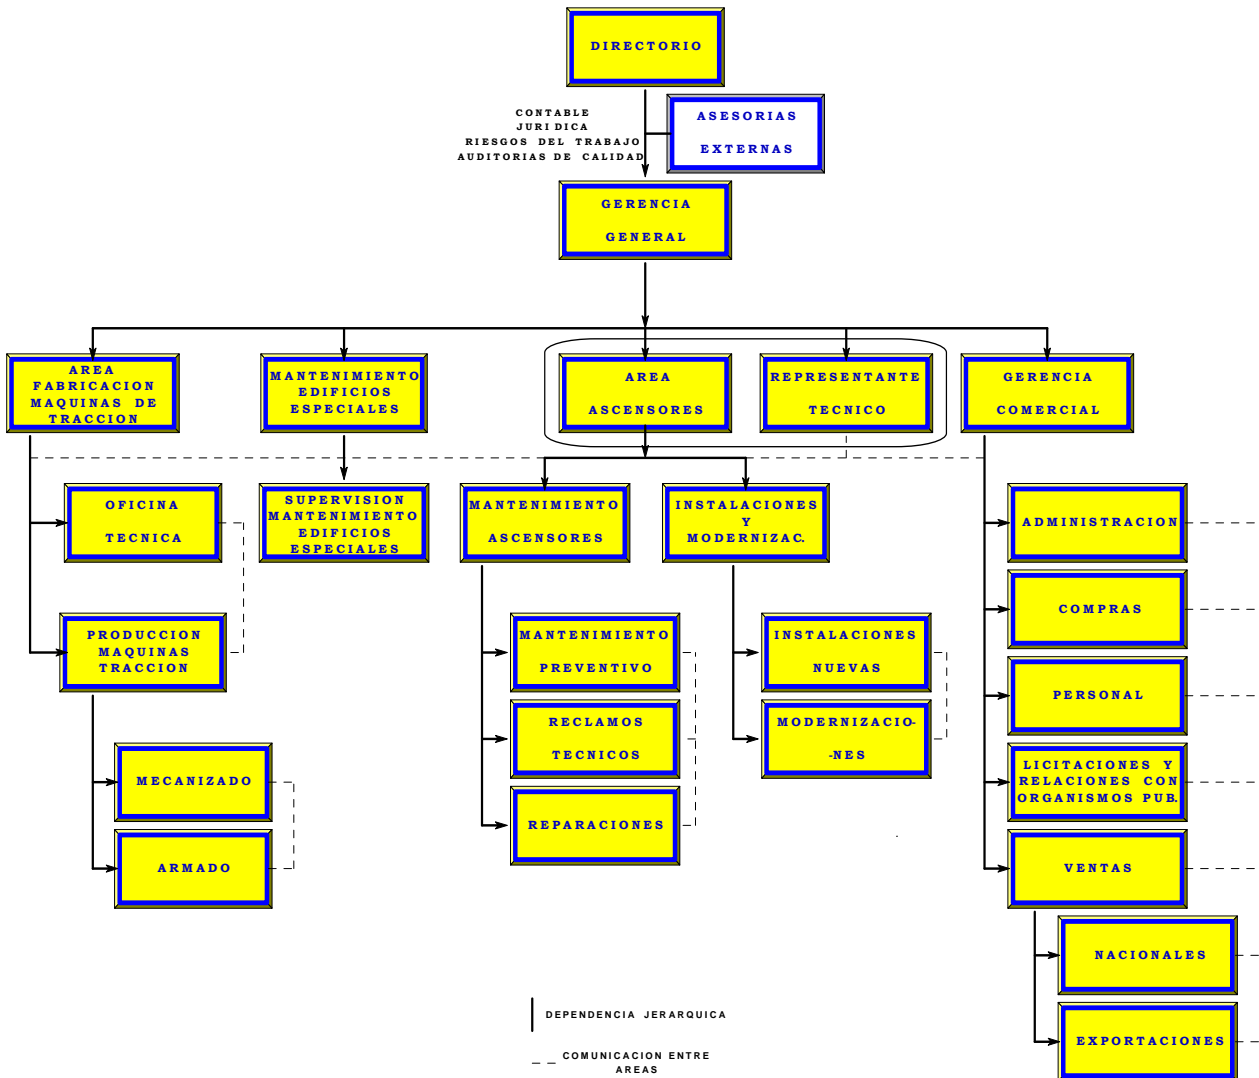 DIRECTORIO
CONTABLE
JURIDICA
RIESGOS DEL TRABAJO
AUDITORIAS DE CALIDAD
ASESORIAS
EXTERNAS
GERENCIA
GENERAL
AREA
FABRICACION
MAQUINAS DE
TRACCION
MANTENIMIENTO
EDIFICIOS
ESPECIALES
AREA
ASCENSORES
REPRESENTANTE
TECNICO
GERENCIA
COMERCIAL
OFICINA
TECNICA
SUPERVISION
MANTENIMIENTO
EDIFICIOS
ESPECIALES
MANTENIMIENTO
ASCENSORES
INSTALACIONES
Y
MODERNIZAC.
ADMINISTRACION
COMPRAS
PRODUCCION
MAQUINAS
TRACCION
MANTENIMIENTO
PREVENTIVO
INSTALACIONES
NUEVAS
PERSONAL
RECLAMOS
TECNICOS
MODERNIZACIO-
-NES
MECANIZADO
LICITACIONES Y
RELACIONES CON
ORGANISMOS PUB.
REPARACIONES
ARMADO
VENTAS
NACIONALES
EXPORTACIONES
DEPENDENCIA JERARQUICA
COMUNICACION ENTRE
AREAS